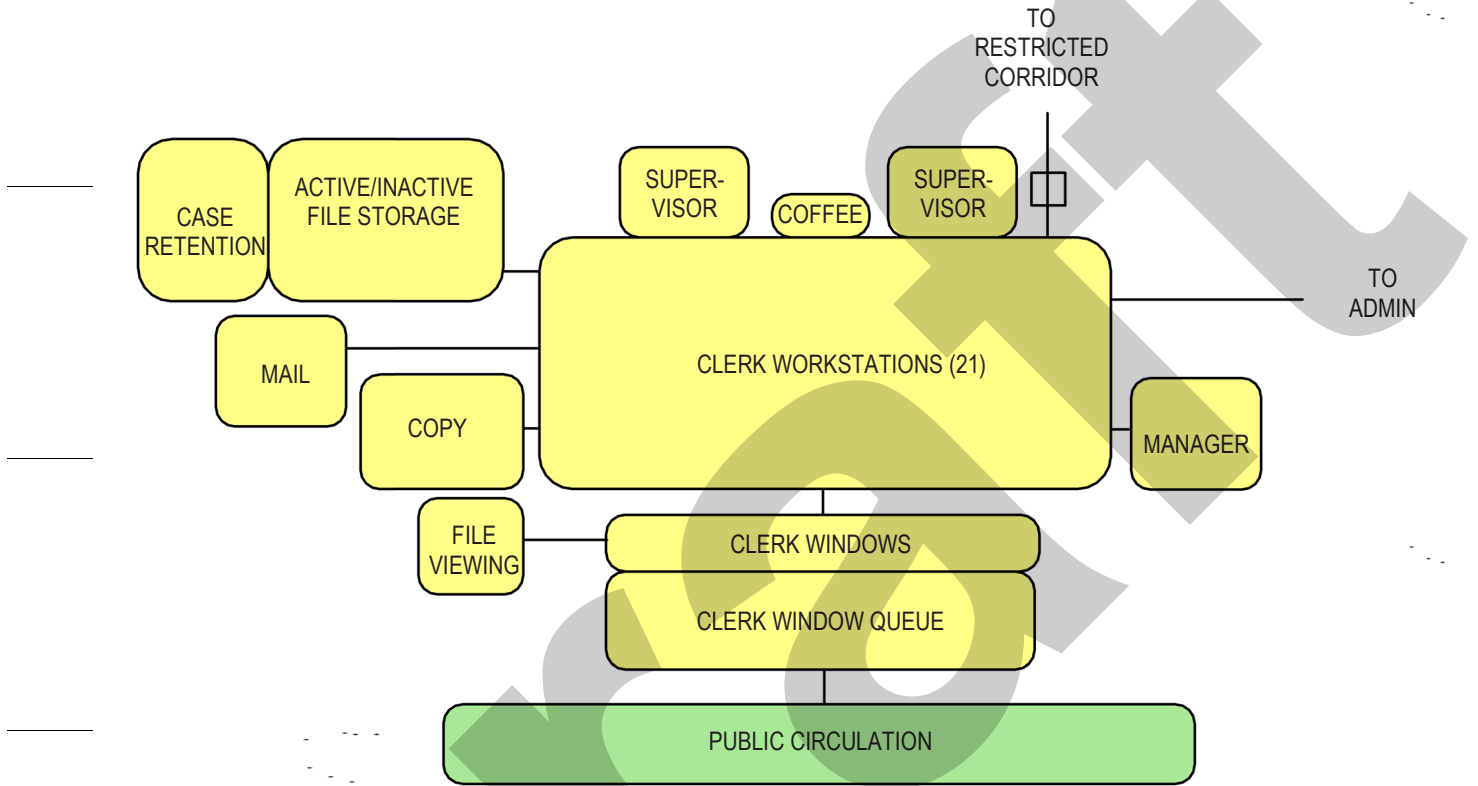 TO
RESTRICTED
CORRIDOR
SUPER-
VISOR
COFFEE
SUPER-
VISOR
ACTIVE/INACTIVE
FILE STORAGE
CASE
RETENTION
TO
ADMIN
MAIL
CLERK WORKSTATIONS (21)
COPY
MANAGER
FILE
VIEWING
CLERK WINDOWS
CLERK WINDOW QUEUE
PUBLIC CIRCULATION
raft